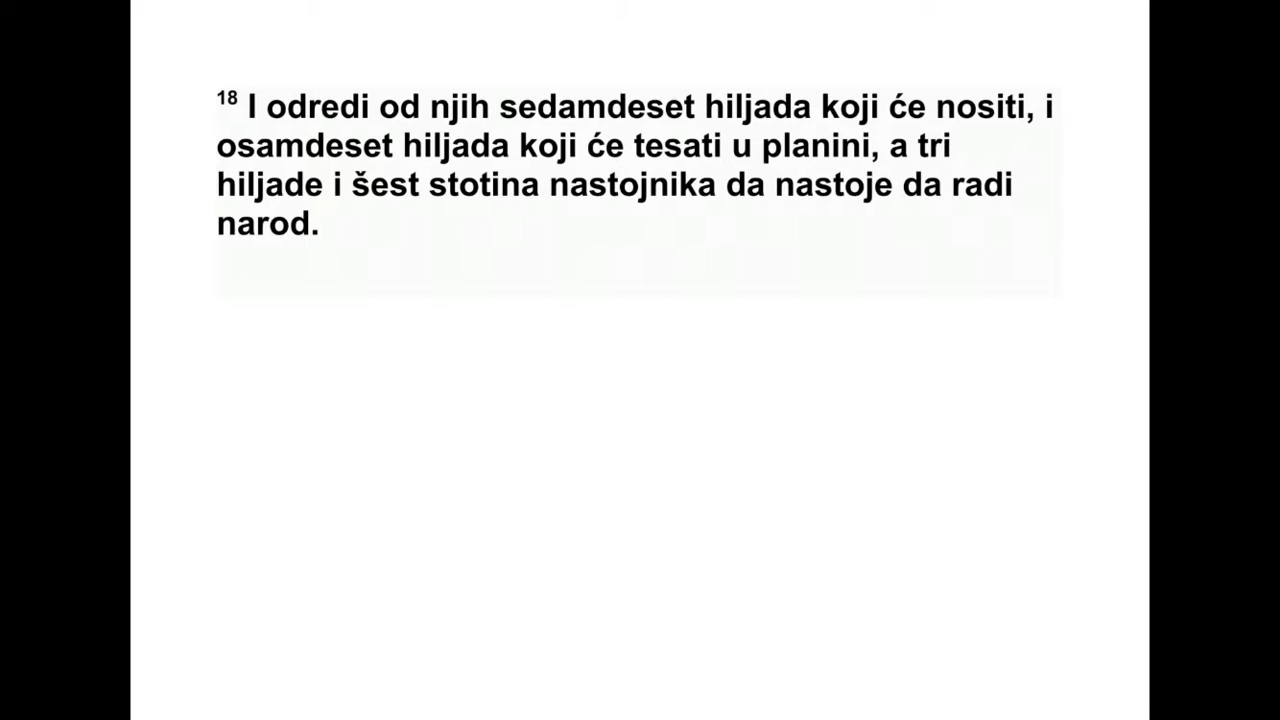 18 I odredi od njih sedamdeset hiljada koji će nositi, i
osamdeset hiljada koji će tesati u planini, a tri
hiljade i šest stotina nastojnika da nastoje da radi
narod.